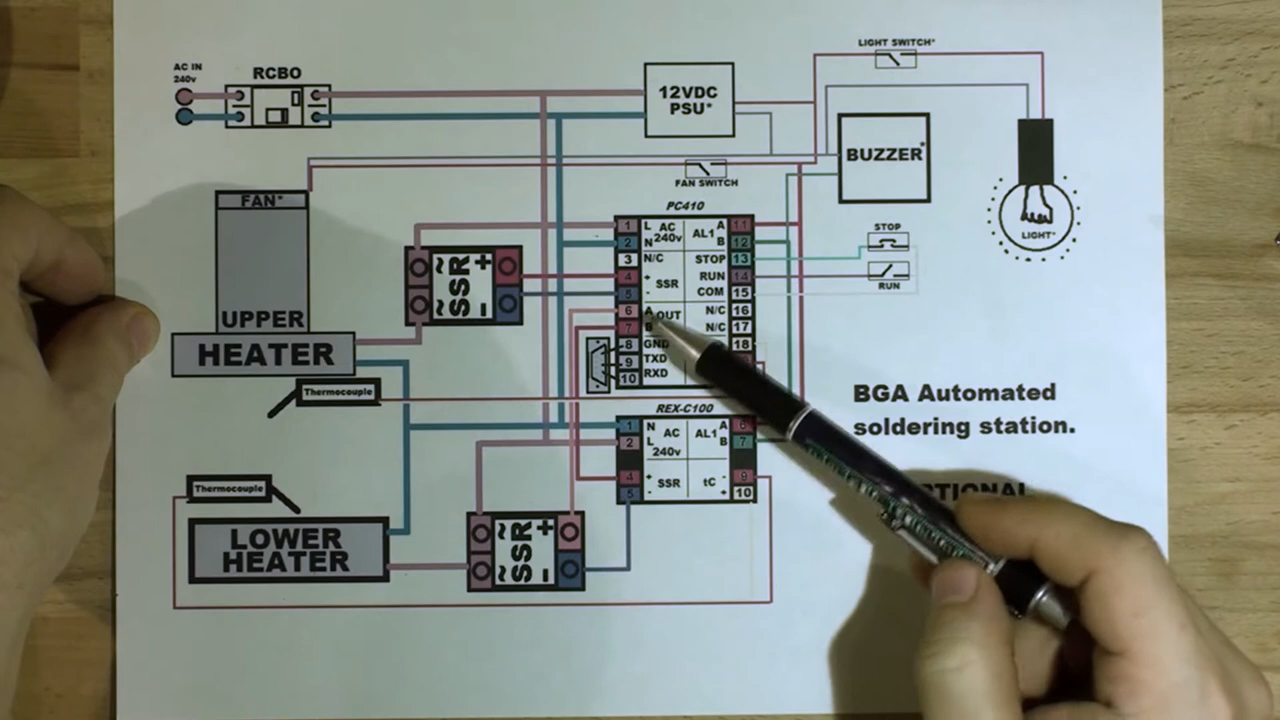 AC IN
240v
RCBO
12VDC
PSU*
LIGHT SWITCH*
BUZZER*
FAN SWITCH
FAN*
UPPER
HEATER
Thermocouple
Thermocouple
LOWER
HEATER
~ SSR +
~ -
~ SSR +
~ -
PC410
1 L AC 240v AL1 A 11
2 N B 12
3 N/C STOP 13
4 + SSR RUN 14
5 - COM 15
6 A OUT N/C 16
7 B N/C 17
8 GND 18
9 TXD
10 RXD
REX-C100
1 N AC 240v AL1 A 6
2 L B 7
4 + SSR tC - 9
5 - + 10
STOP
RUN
LIGHT*
BGA Automated
soldering station.